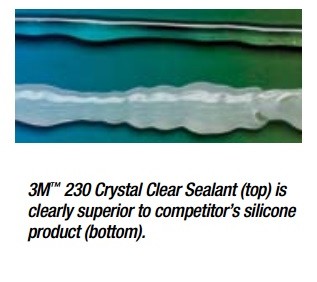 3M™ 230 Crystal Clear Sealant (top) is
clearly superior to competitor's silicone
product (bottom).